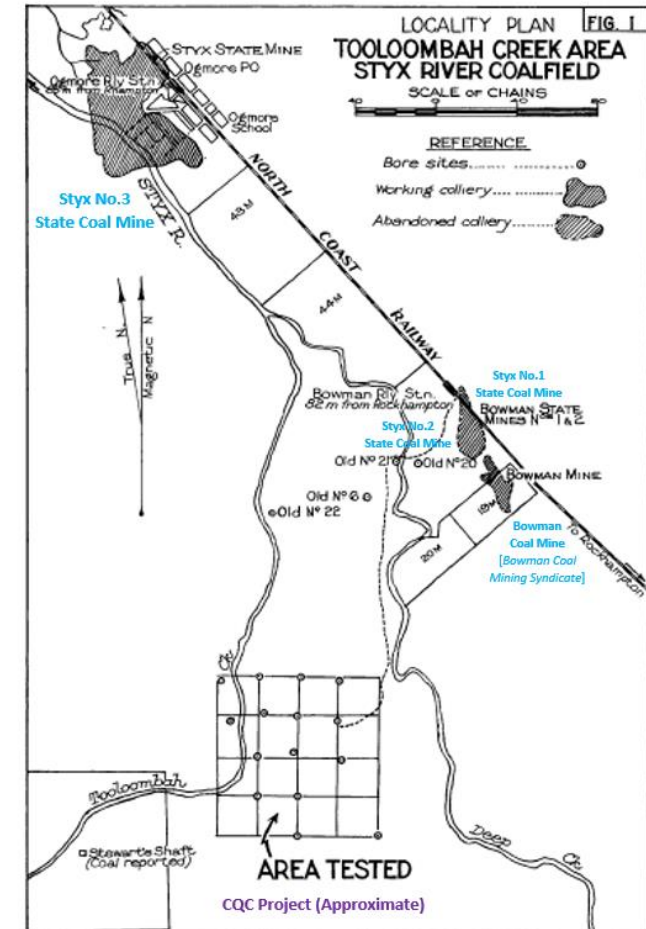 LOCALITY PLAN
FIG. I
TOOLOOMBAH CREEK AREA
STYX RIVER COALFIELD
SCALE OF CHAINS
40 0 40 80
REFERENCE
Bore sites
Working colliery
Abandoned colliery
STYX STATE MINE
Ogmore PO
Ogmore Rly Stn.
Ogmore
School
Styx No.3
State Coal Mine
STYX R.
NORTH
COAST
RAILWAY
43M
44M
True N.
Magnetic N
Bowman Rly Stn.
82m from Rockhampton
Styx No.1
State Coal Mine
BOWMAN STATE
MINES Nos 1 & 2
Styx No.2
State Coal Mine
Old No 21
Old No 20
BOWMAN MINE
Old No 6
Old No 22
19M
20M
To Rockhampton
Bowman
Coal Mine
[Bowman Coal
Mining Syndicate]
Ck.
Tooloombah
Stewart's Shaft
(Coal reported)
Deep
Ck.
AREA TESTED
CQC Project (Approximate)